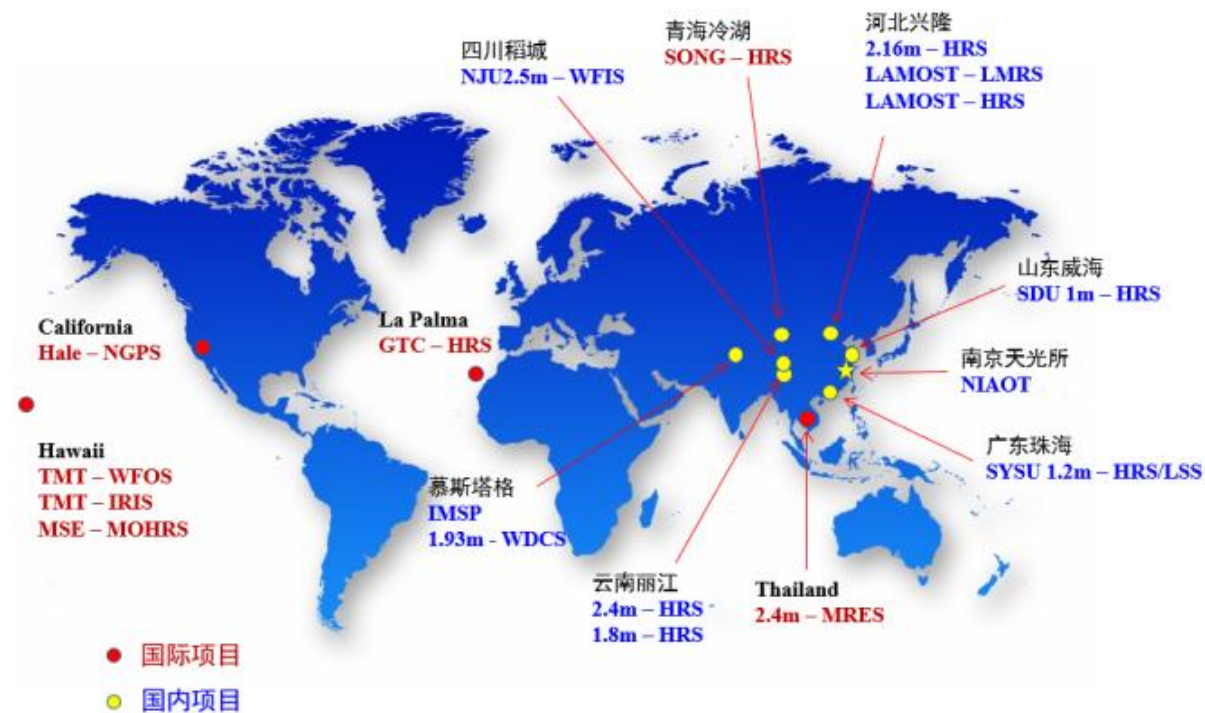 四川稻城
NJU2.5m – WFIS
青海冷湖
SONG – HRS
河北兴隆
2.16m – HRS
LAMOST – LMRS
LAMOST – HRS
山东威海
SDU 1m – HRS
California
Hale – NGPS
La Palma
GTC – HRS
南京天光所
NIAOT
Hawaii
TMT – WFOS
TMT – IRIS
MSE – MOHRS
广东珠海
SYSU 1.2m – HRS/LSS
慕斯塔格
IMSP
1.93m - WDCS
云南丽江
2.4m – HRS -
1.8m – HRS
Thailand
2.4m – MRES
国际项目
国内项目